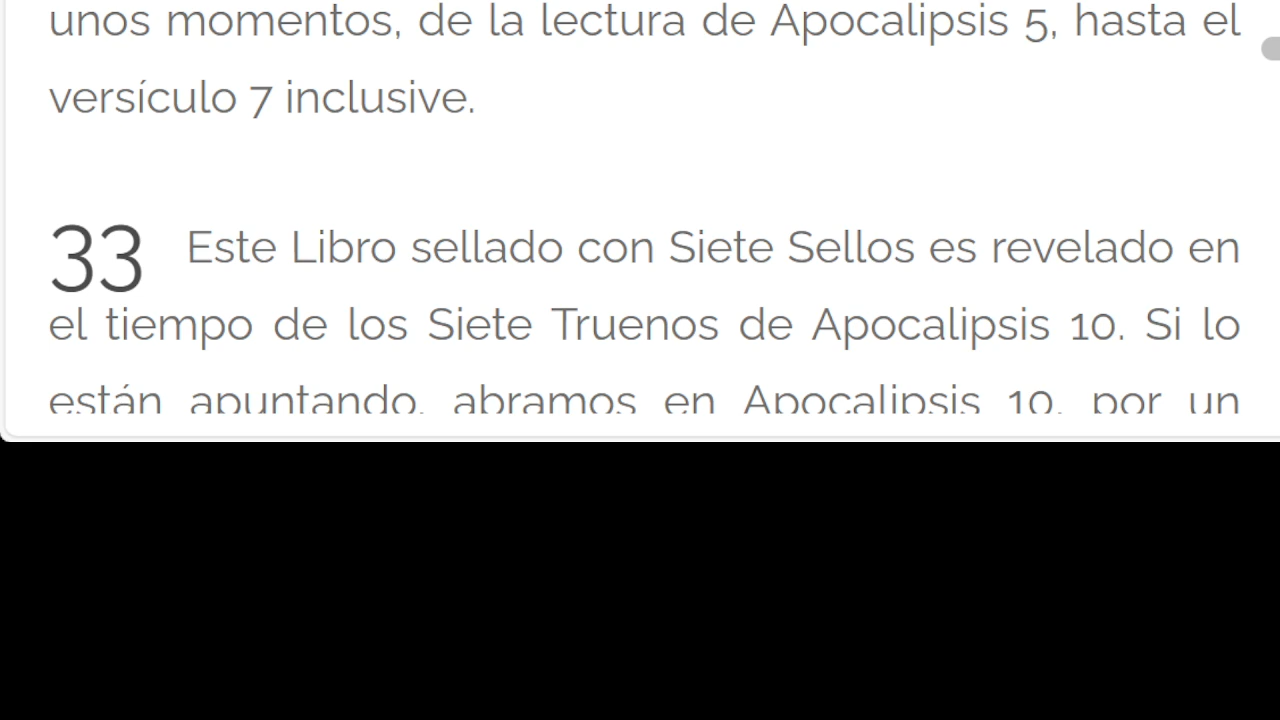 unos momentos, de la lectura de Apocalipsis 5, hasta el
versículo 7 inclusive.
33 Este Libro sellado con Siete Sellos es revelado en
el tiempo de los Siete Truenos de Apocalipsis 10. Si lo
están apuntando, abramos en Apocalipsis 10, por un